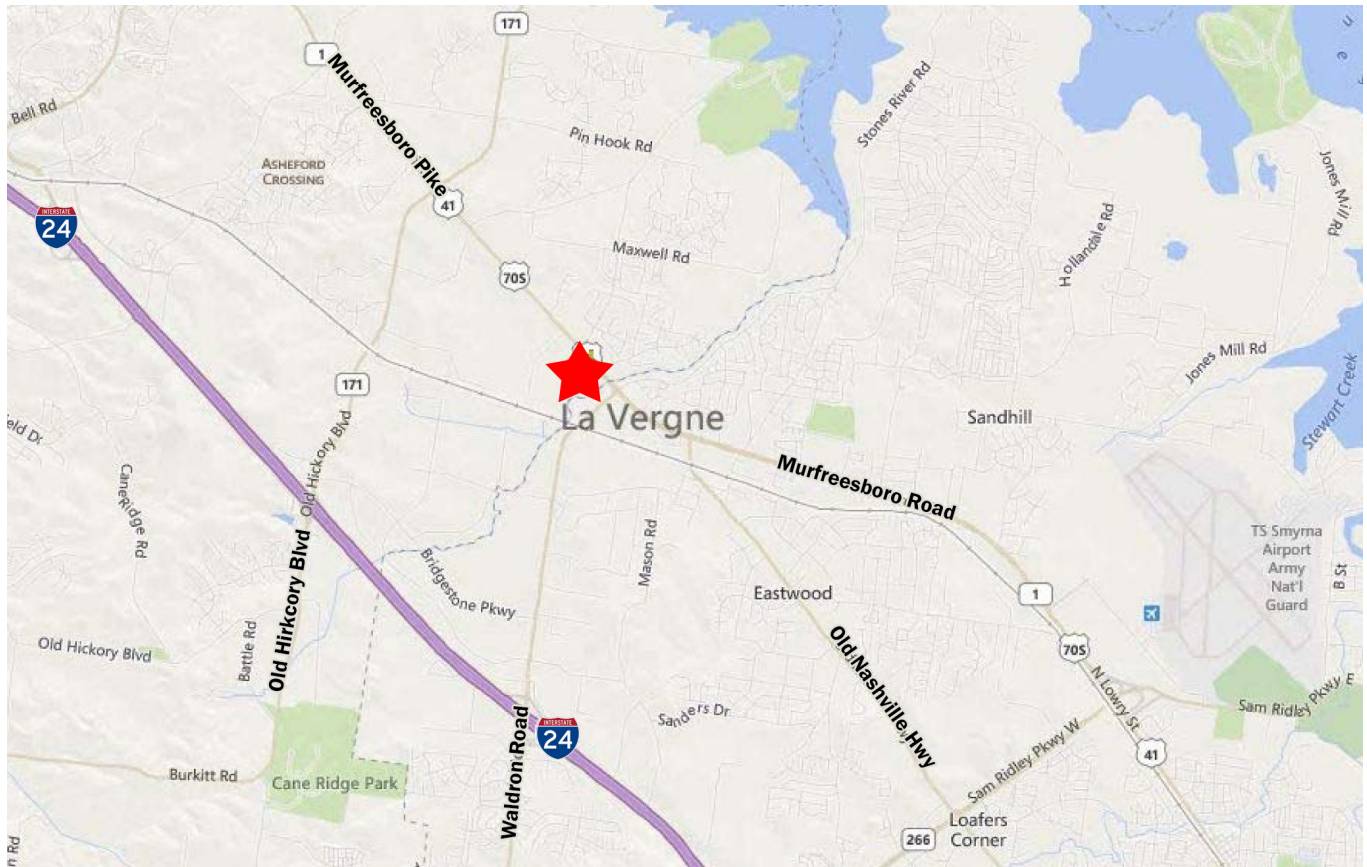 171
1
Murfreesboro Pike
Stones River Rd
Bell Rd
Pin Hook Rd
ASHEFORD
CROSSING
Jones Mill Rd
41
INTERSTATE
24
Hollandale Rd
Maxwell Rd
70S
Jones Mill Rd
171
La Vergne
Sandhill
Stewart Creek
Old Hickory Blvd
Murfreesboro Road
Cane Ridge Rd
Mason Rd
TS Smyrna
Airport
Army
Nat'l
Guard
B St
Bridgestone Pkwy
Eastwood
1
Old Hirkcory Blvd
Battle Rd
Old Hickory Blvd
Old Nashville Hwy
70S
N Lowry St
Sam Ridley Pkwy E
Sanders Dr
Waldron Road
INTERSTATE
24
Sam Ridley Pkwy W
41
Burkitt Rd
Cane Ridge Park
Loafers
Corner
266